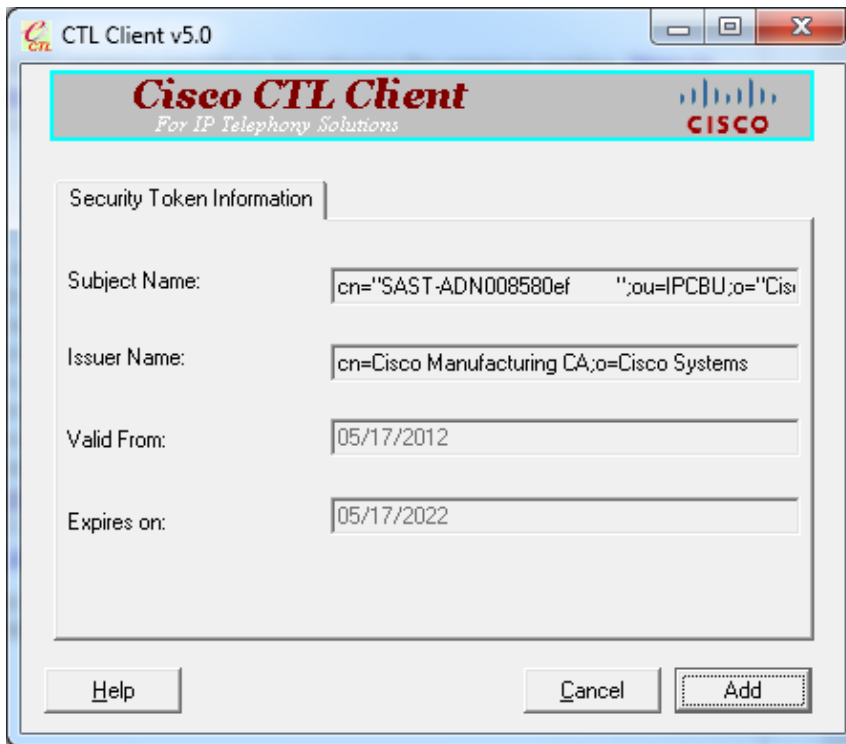 CTL CTL Client v5.0
Cisco CTL Client
For IP Telephony Solutions
CISCO
Security Token Information
Subject Name: cn="SAST-ADN008580ef ";ou=IPCBU;o="Cis
Issuer Name: cn=Cisco Manufacturing CA;o=Cisco Systems
Valid From: 05/17/2012
Expires on: 05/17/2022
Help Cancel Add